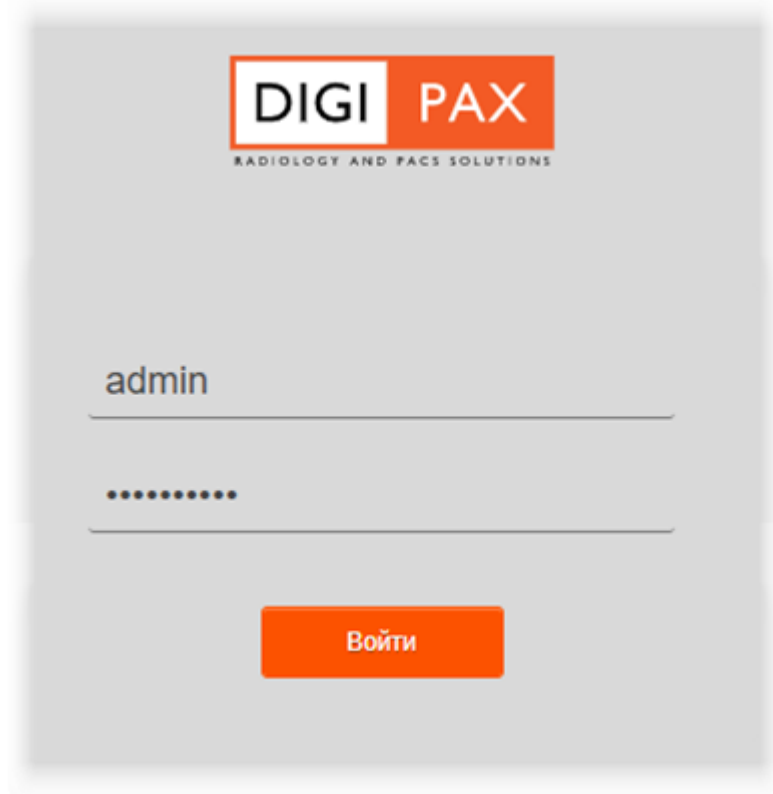 DIGI PAX
RADIOLOGY AND PACS SOLUTIONS
admin
••••••••••
Войти